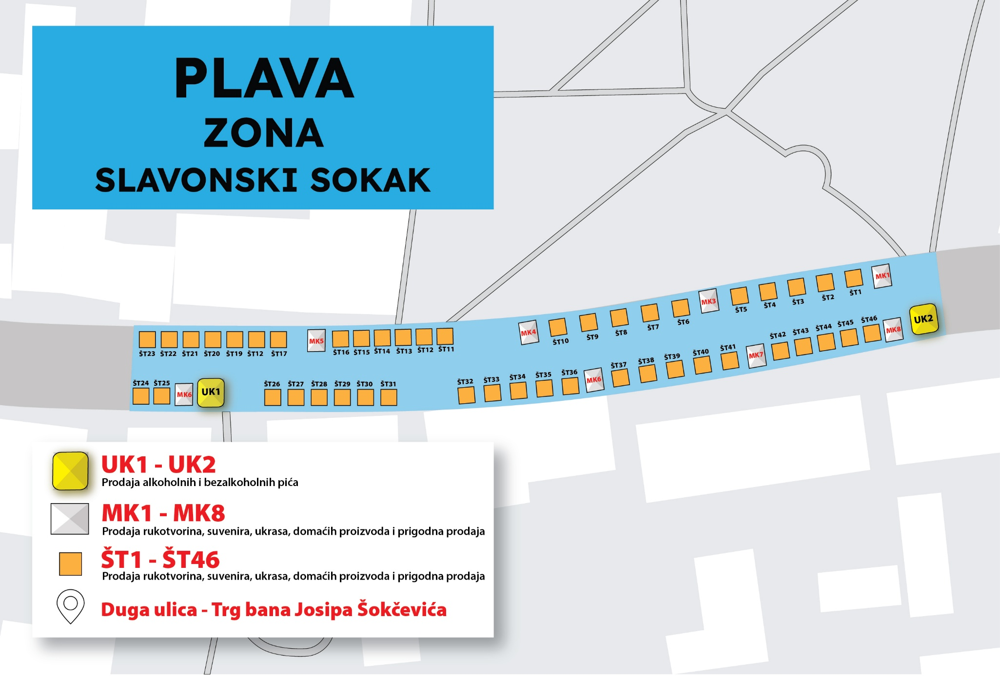 PLAVA
ZONA
SLAVONSKI SOKAK
MK1
ŠT1
ŠT2
ŠT3
ŠT4
ŠT5
MK3
ŠT6
ŠT7
ŠT8
ŠT9
ŠT10
MK4
ŠT23 ŠT22 ŠT21 ŠT20 ŠT19 ŠT12 ŠT17 MK5 ŠT16 ŠT15 ŠT14 ŠT13 ŠT12 ŠT11
UK2
MK8
ŠT46
ŠT45
ŠT44
ŠT43
ŠT42
MK7
ŠT41
ŠT40
ŠT39
ŠT38
ŠT37
MK6
ŠT36
ŠT35
ŠT34
ŠT33
ŠT32
ŠT24 ŠT25 MK6 UK1 ŠT26 ŠT27 ŠT28 ŠT29 ŠT30 ŠT31
UK1 - UK2
Prodaja alkoholnih i bezalkoholnih pića
MK1 - MK8
Prodaja rukotvorina, suvenira, ukrasa, domaćih proizvoda i prigodna prodaja
ŠT1 - ŠT46
Prodaja rukotvorina, suvenira, ukrasa, domaćih proizvoda i prigodna prodaja
Duga ulica - Trg bana Josipa Šokčevića